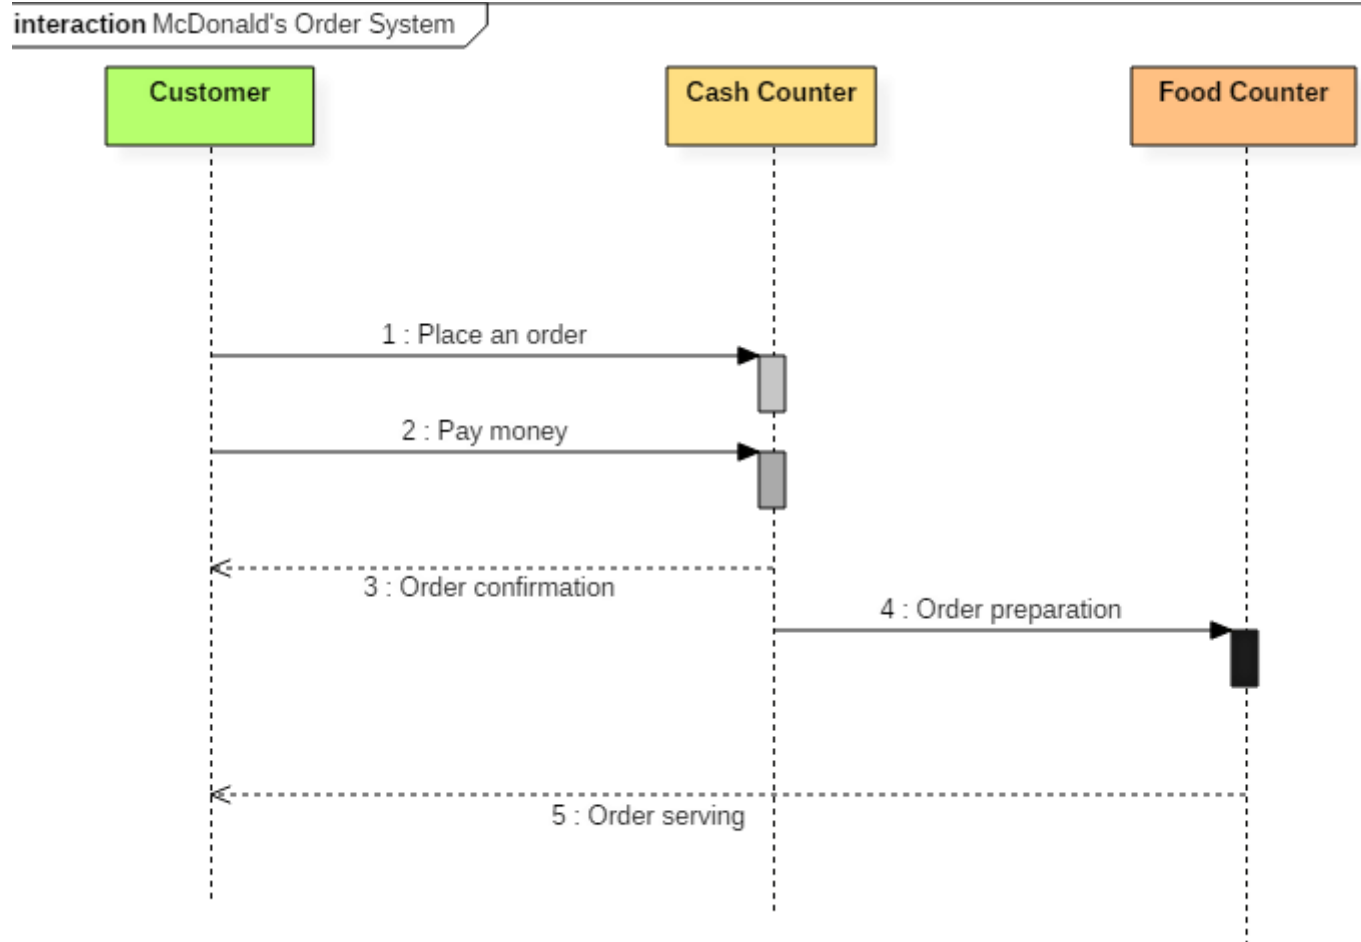 interaction McDonald's Order System
Customer
Cash Counter
Food Counter
1 : Place an order
2 : Pay money
3 : Order confirmation
4 : Order preparation
5 : Order serving